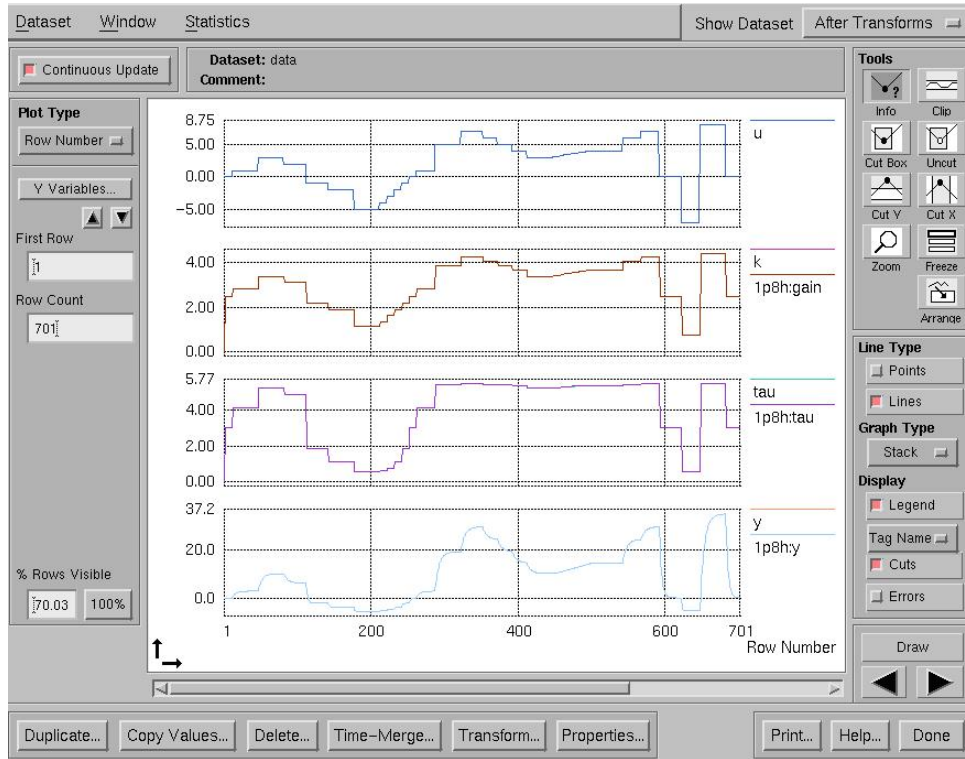 Dataset Window Statistics Show Dataset After Transforms
Continuous Update
Dataset: data
Comment:
Plot Type
Row Number
Y Variables...
First Row
1
Row Count
701
% Rows Visible
70.03 100%
8.75
5.00
0.00
−5.00
u
4.00
2.00
0.00
k
1p8h:gain
5.77
4.00
2.00
0.00
tau
1p8h:tau
37.2
20.0
0.0
y
1p8h:y
1 200 400 600 701
Row Number
Tools
Info Clip
Cut Box Uncut
Cut Y Cut X
Zoom Freeze
Arrange
Line Type
Points
Lines
Graph Type
Stack
Display
Legend
Tag Name
Cuts
Errors
Draw
Duplicate... Copy Values... Delete... Time−Merge... Transform... Properties... Print... Help... Done